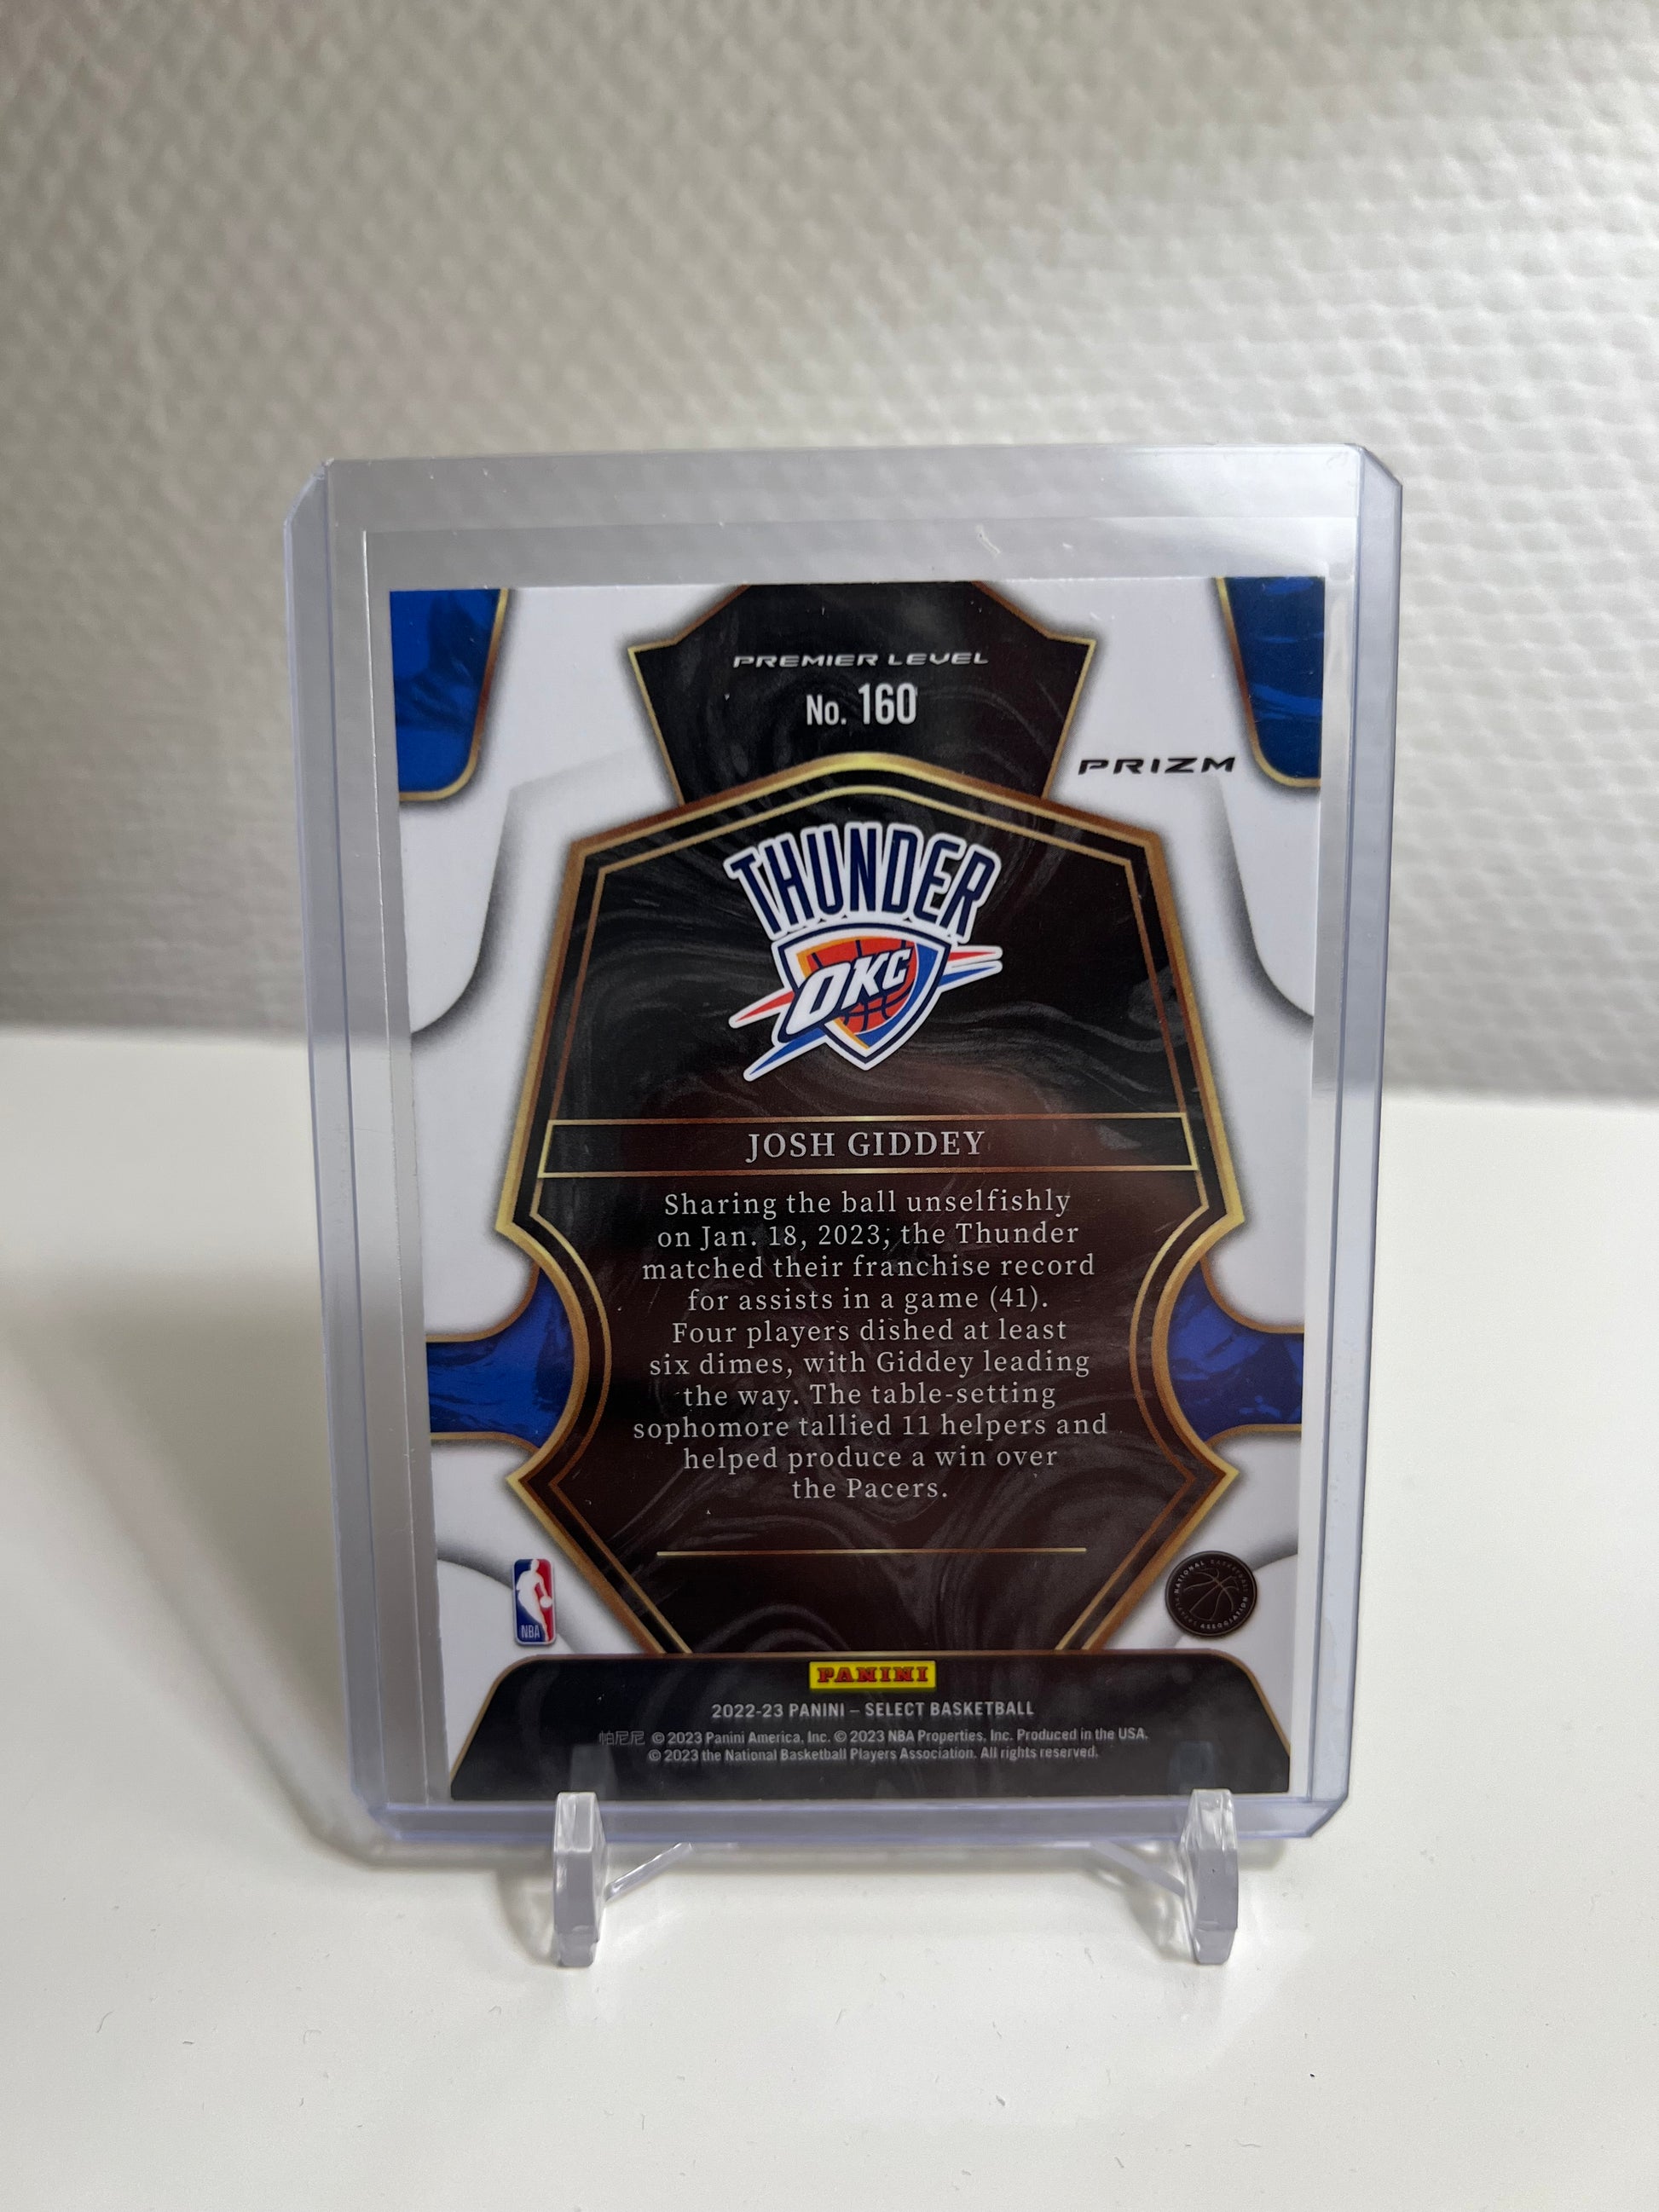 PREMIER LEVEL
No. 160
PRIZM
THUNDER
OKC
JOSH GIDDEY
Sharing the ball unselfishly
on Jan. 18, 2023; the Thunder
matched their franchise record
for assists in a game (41).
Four players dished at least
six dimes, with Giddey leading
the way. The table-setting
sophomore tallied 11 helpers and
helped produce a win over
the Pacers.
NBA
NATIONAL BASKETBALL PLAYERS ASSOCIATION
PANINI
2022-23 PANINI – SELECT BASKETBALL
帕尼尼 © 2023 Panini America, Inc. © 2023 NBA Properties, Inc. Produced in the USA.
© 2023 the National Basketball Players Association. All rights reserved.